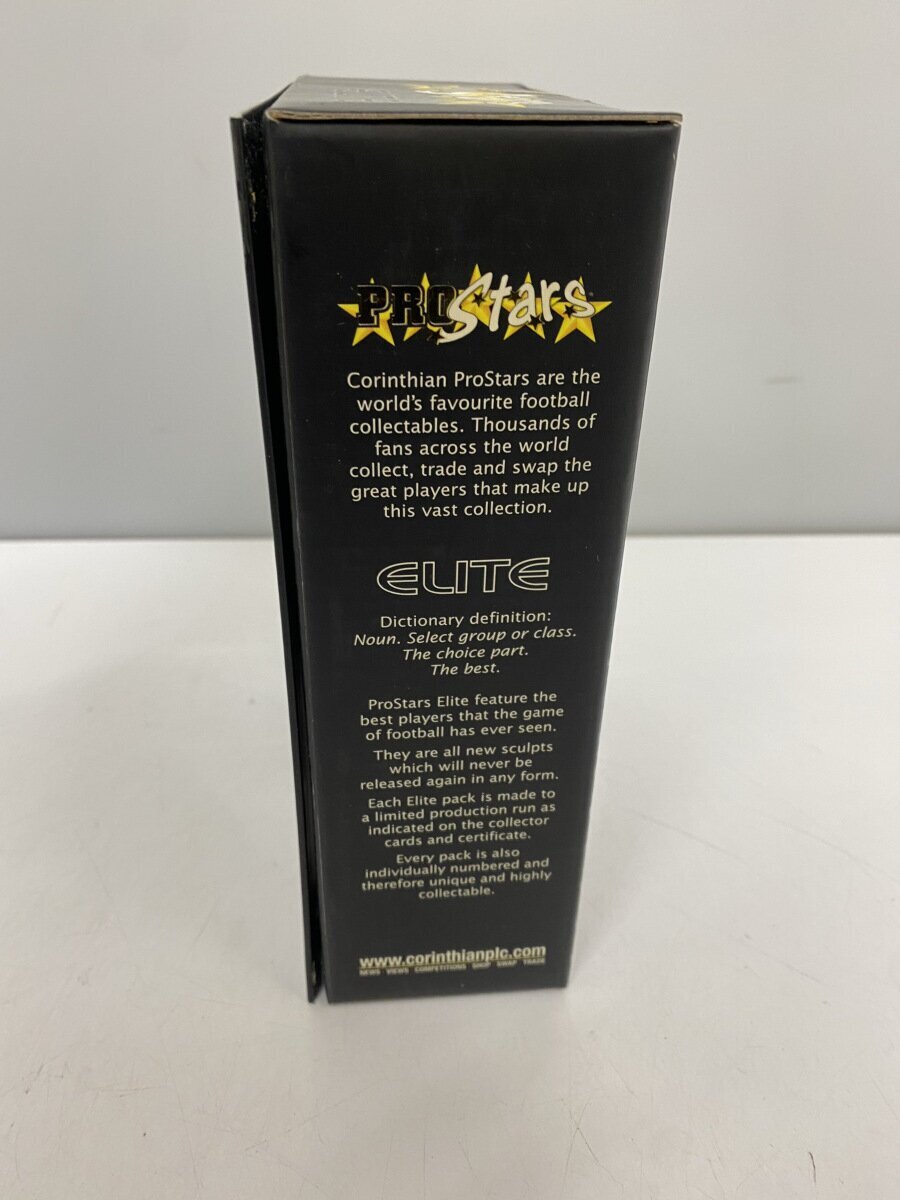 PROStars
Corinthian ProStars are the
world's favourite football
collectables. Thousands of
fans across the world
collect, trade and swap the
great players that make up
this vast collection.
ELITE
Dictionary definition:
Noun. Select group or class.
The choice part.
The best.
ProStars Elite feature the
best players that the game
of football has ever seen.
They are all new sculpts
which will never be
released again in any form.
Each Elite pack is made to
a limited production run as
indicated on the collector
cards and certificate.
Every pack is also
individually numbered and
therefore unique and highly
collectable.
www.corinthianplc.com
NEWS VIEWS COMPETITIONS SHOP SWAP TRADE